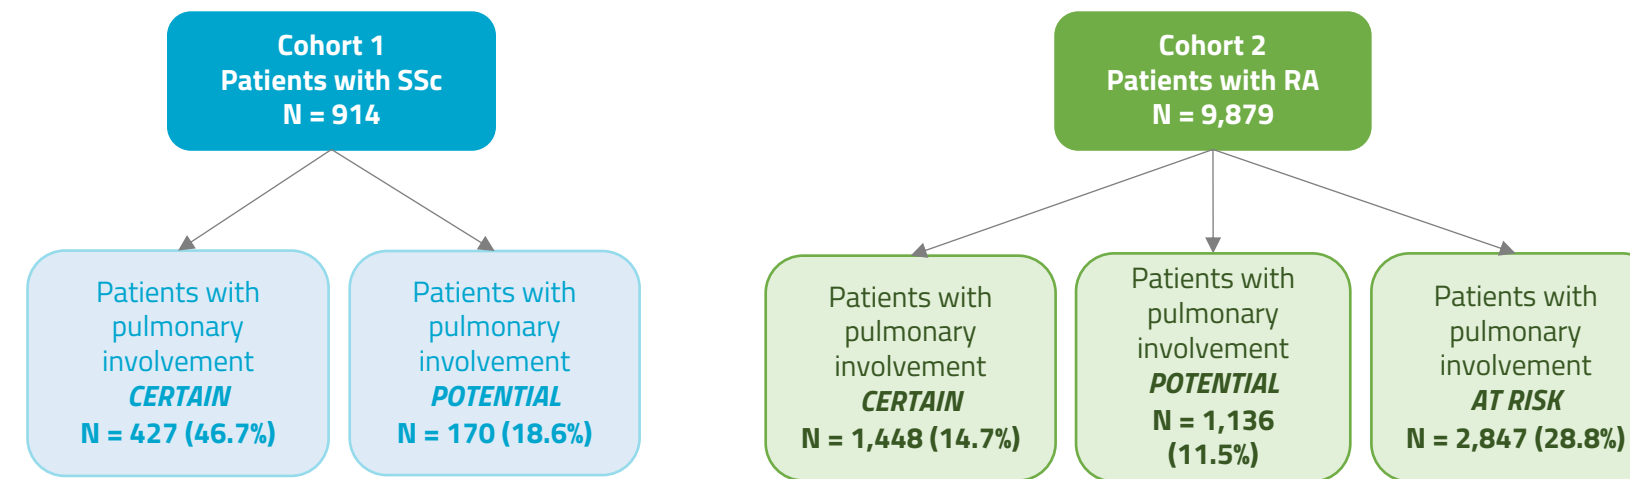 Cohort 1
Patients with SSc
N = 914
Cohort 2
Patients with RA
N = 9,879
Patients with
pulmonary
involvement
CERTAIN
N = 427 (46.7%)
Patients with
pulmonary
involvement
POTENTIAL
N = 170 (18.6%)
Patients with
pulmonary
involvement
CERTAIN
N = 1,448 (14.7%)
Patients with
pulmonary
involvement
POTENTIAL
N = 1,136
(11.5%)
Patients with
pulmonary
involvement
AT RISK
N = 2,847 (28.8%)